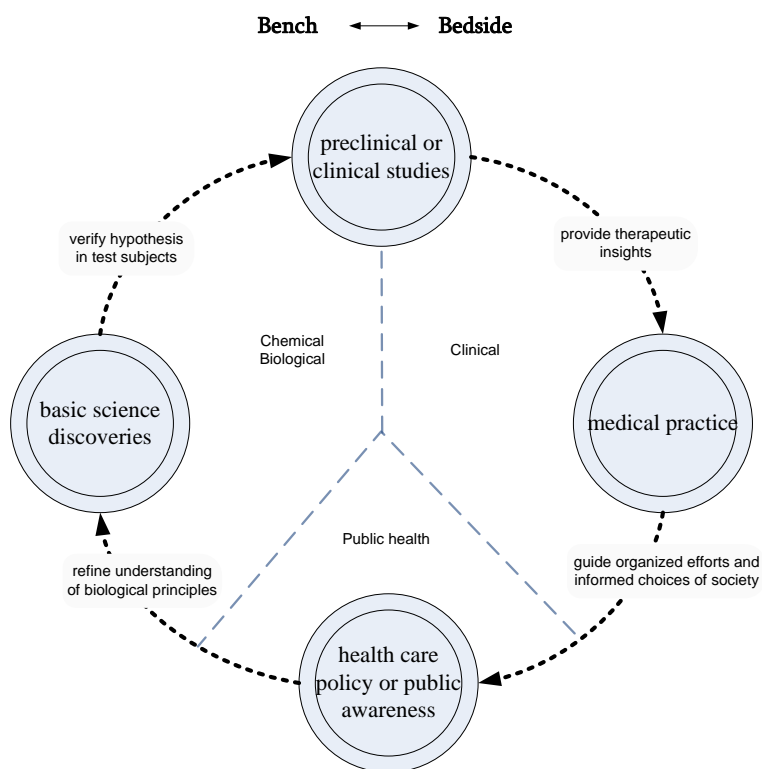 Bench
Bedside
preclinical or
clinical studies
verify hypothesis
in test subjects
provide therapeutic
insights
Chemical
Biological
Clinical
basic science
discoveries
medical practice
Public health
refine understanding
of biological principles
guide organized efforts and
informed choices of society
health care
policy or public
awareness